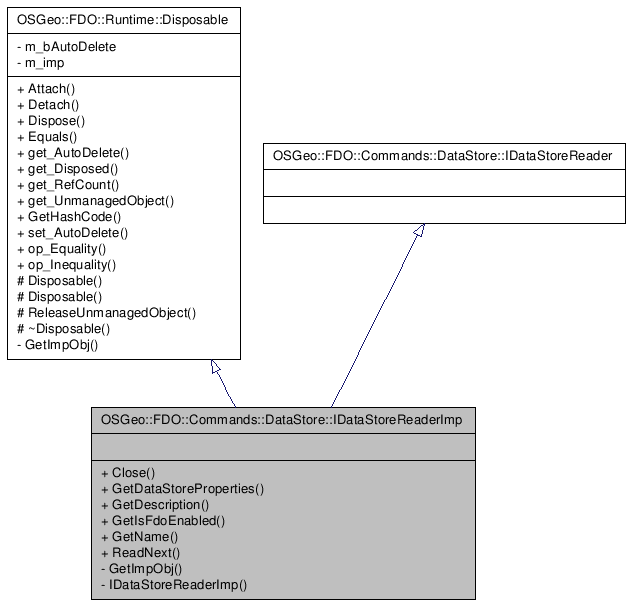 OSGeo::FDO::Runtime::Disposable
- m_bAutoDelete
- m_imp
+ Attach()
+ Detach()
+ Dispose()
+ Equals()
+ get_AutoDelete()
+ get_Disposed()
+ get_RefCount()
+ get_UnmanagedObject()
+ GetHashCode()
+ set_AutoDelete()
+ op_Equality()
+ op_Inequality()
# Disposable()
# Disposable()
# ReleaseUnmanagedObject()
# ~Disposable()
- GetImpObj()
OSGeo::FDO::Commands::DataStore::IDataStoreReader
OSGeo::FDO::Commands::DataStore::IDataStoreReaderImp
+ Close()
+ GetDataStoreProperties()
+ GetDescription()
+ GetIsFdoEnabled()
+ GetName()
+ ReadNext()
- GetImpObj()
- IDataStoreReaderImp()